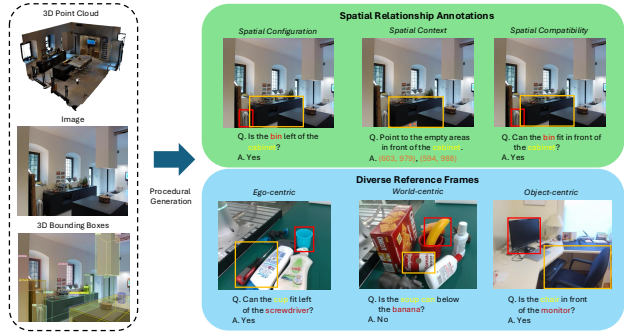 3D Point Cloud
Image
3D Bounding Boxes
Procedural
Generation
Spatial Relationship Annotations
Spatial Configuration
Spatial Context
Spatial Compatibility
Q. Is the bin left of the
cabinet?
A. Yes
Q. Point to the empty areas
in front of the cabinet.
A. (603, 979), (594, 988)
Q. Can the bin fit in front of
the cabinet?
A. Yes
Diverse Reference Frames
Ego-centric
World-centric
Object-centric
Q. Can the cup fit left
of the screwdriver?
A. Yes
Q. Is the soup can below
the banana?
A. No
Q. Is the chair in front
of the monitor?
A. Yes